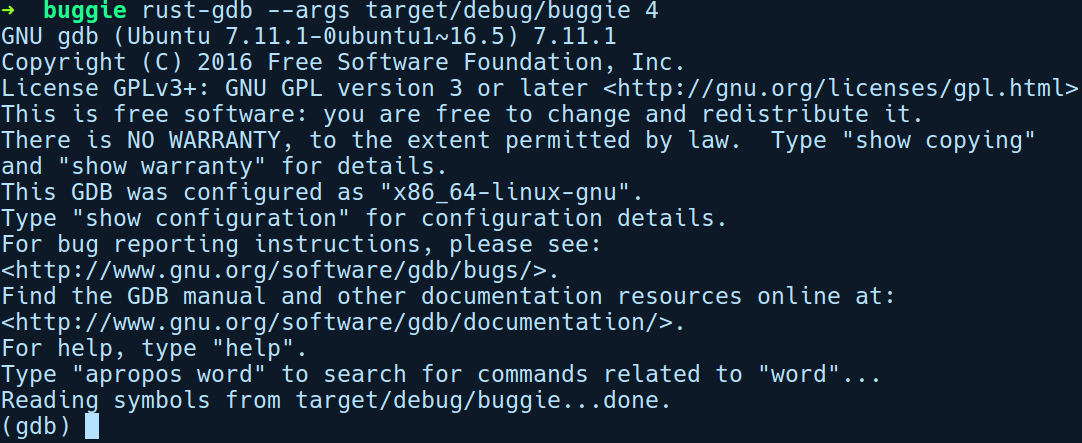 ➜  buggie rust-gdb --args target/debug/buggie 4
GNU gdb (Ubuntu 7.11.1-0ubuntu1~16.5) 7.11.1
Copyright (C) 2016 Free Software Foundation, Inc.
License GPLv3+: GNU GPL version 3 or later <http://gnu.org/licenses/gpl.html>
This is free software: you are free to change and redistribute it.
There is NO WARRANTY, to the extent permitted by law.  Type "show copying"
and "show warranty" for details.
This GDB was configured as "x86_64-linux-gnu".
Type "show configuration" for configuration details.
For bug reporting instructions, please see:
<http://www.gnu.org/software/gdb/bugs/>.
Find the GDB manual and other documentation resources online at:
<http://www.gnu.org/software/gdb/documentation/>.
For help, type "help".
Type "apropos word" to search for commands related to "word"...
Reading symbols from target/debug/buggie...done.
(gdb)